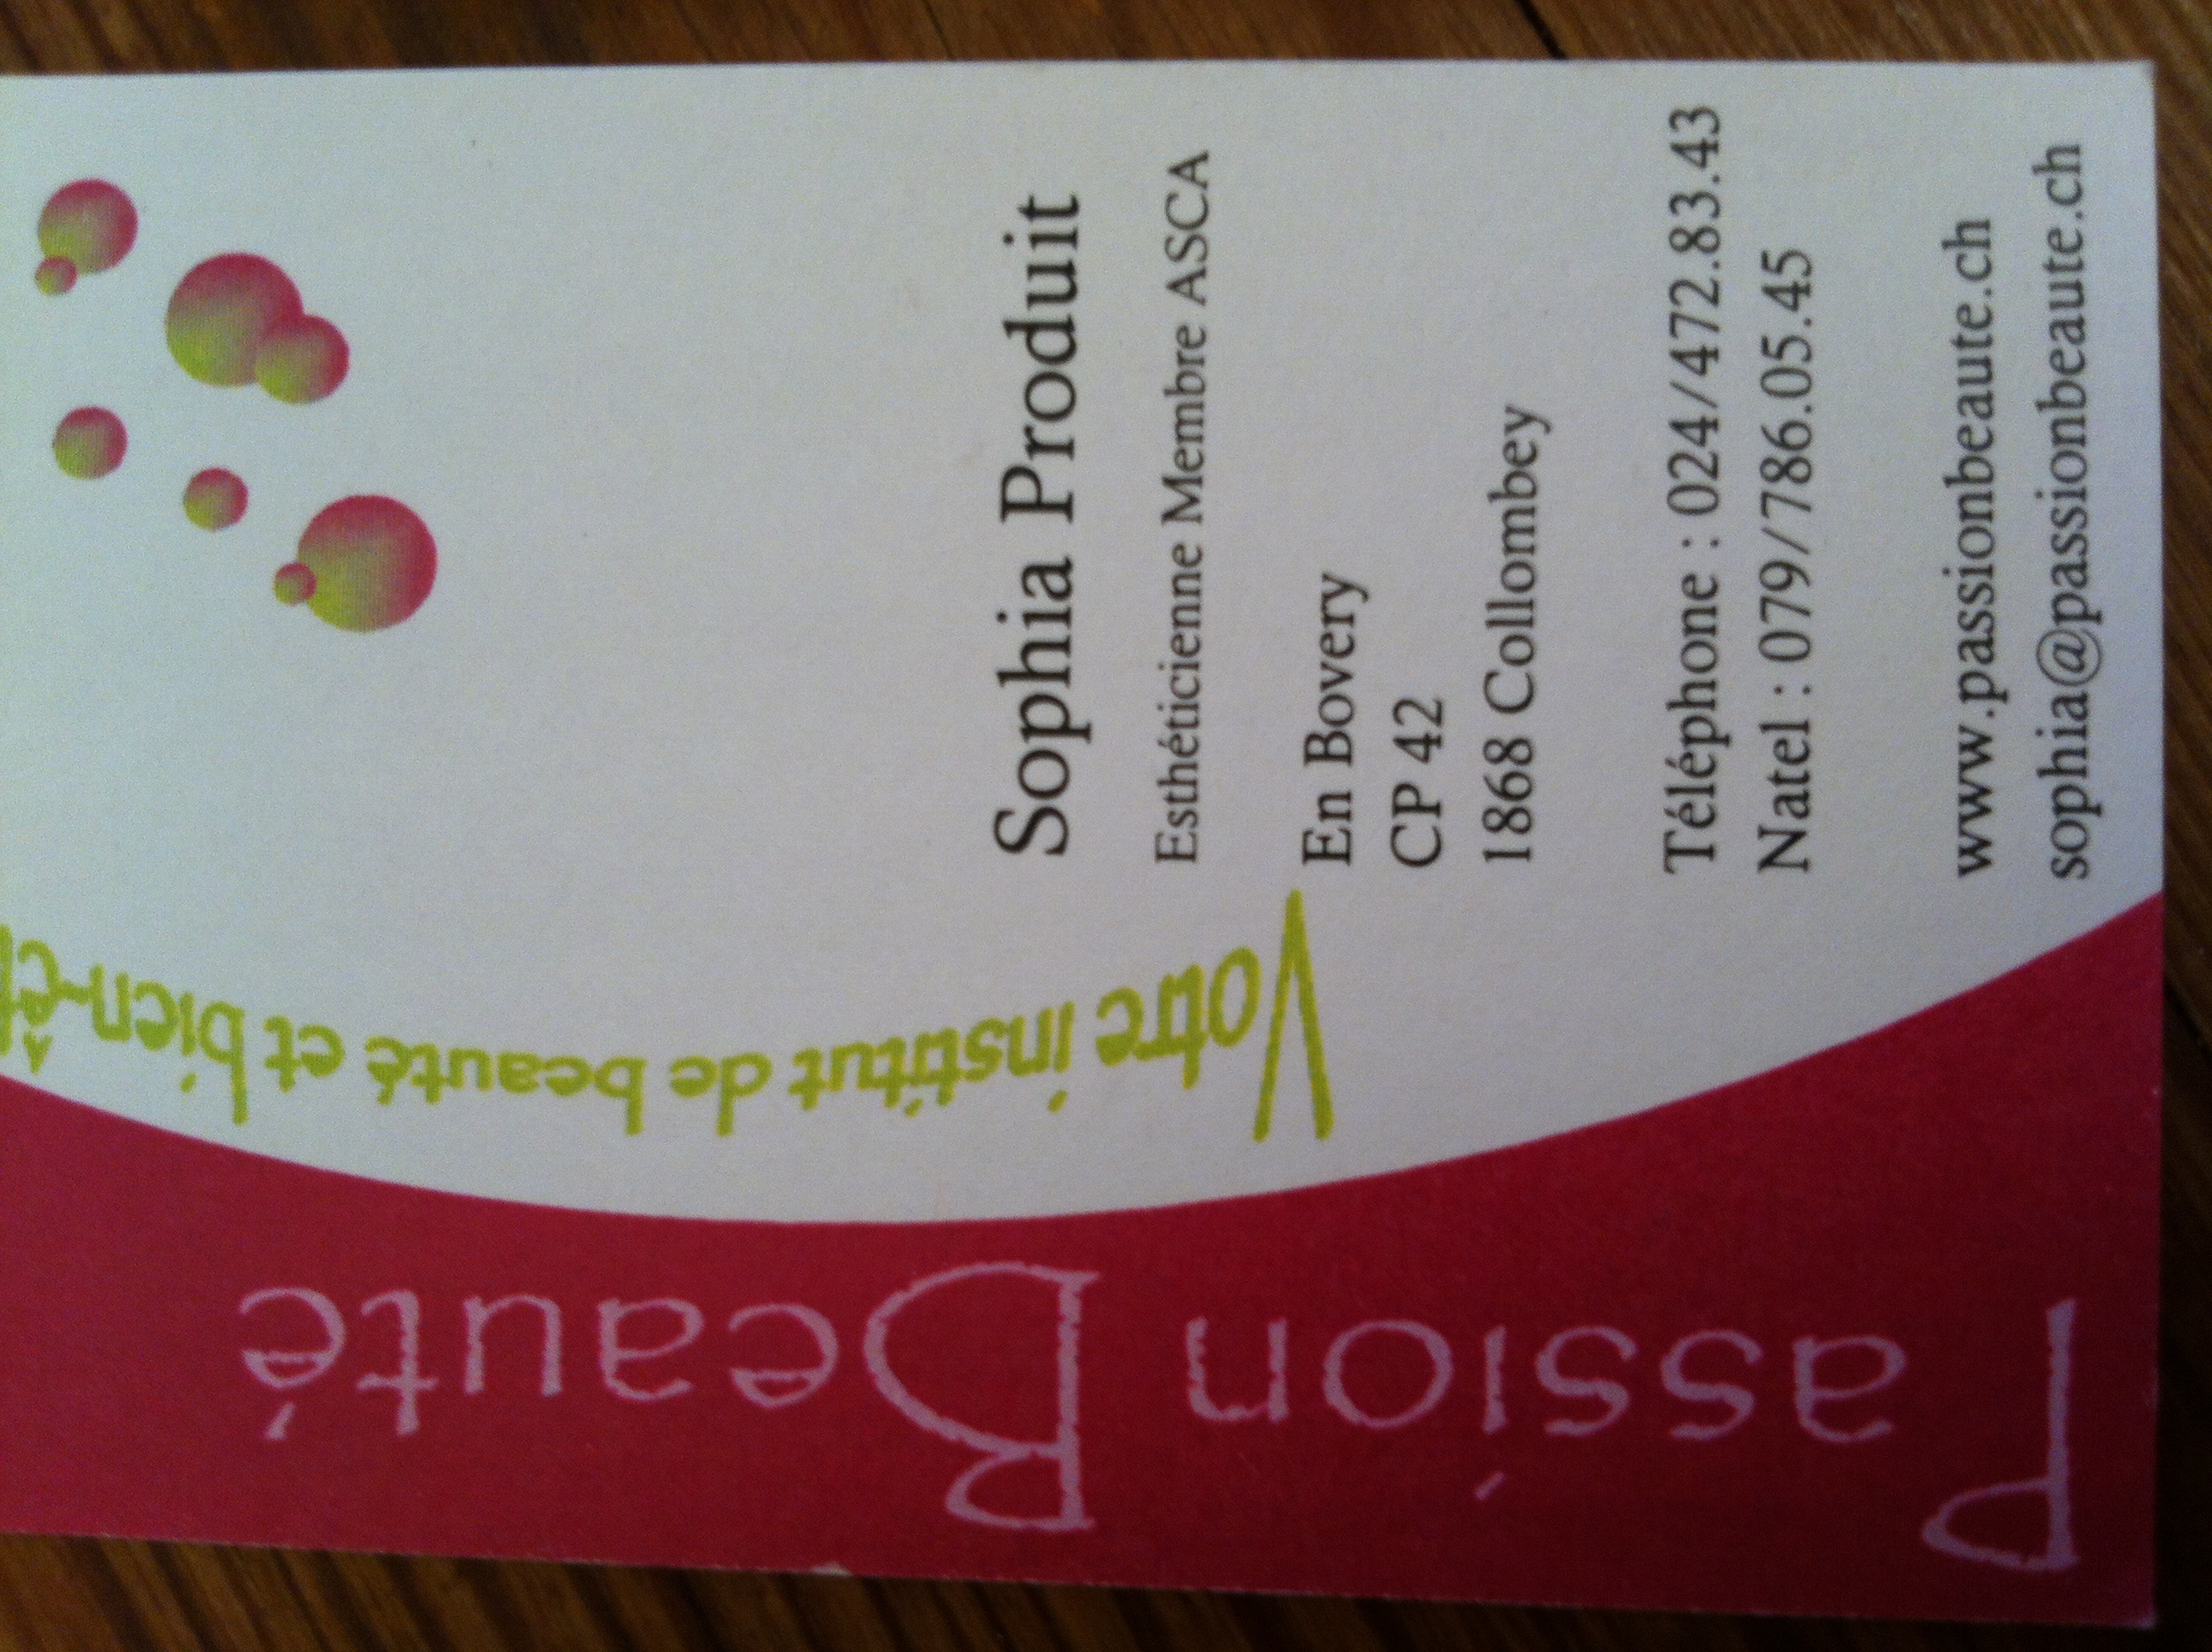 Passion Beauté
Votre institut de beauté et bien-ê
Sophia Produit
Esthéticienne Membre ASCA
En Bovery
CP 42
1868 Collombey
Téléphone : 024/472.83.43
Natel : 079/786.05.45
www.passionbeaute.ch
sophia@passionbeaute.ch